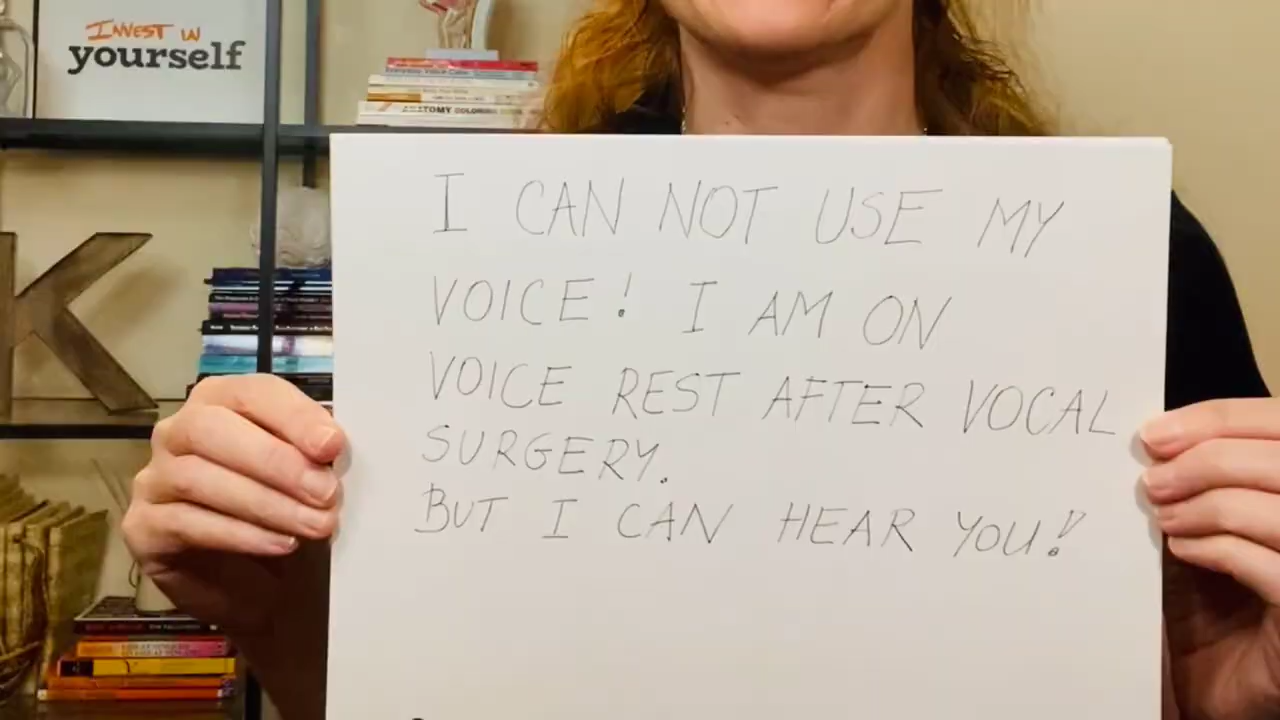 INVEST IN
yourself
ANATOMY COLORING
I CAN NOT USE MY
VOICE! I AM ON
VOICE REST AFTER VOCAL
SURGERY.
BUT I CAN HEAR YOU!
K